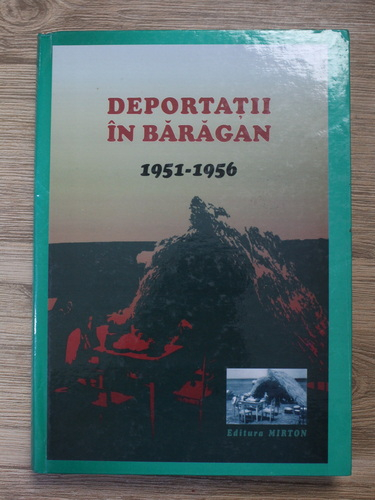 DEPORTAȚII
ÎN BĂRĂGAN
1951-1956
Editura MIRTON